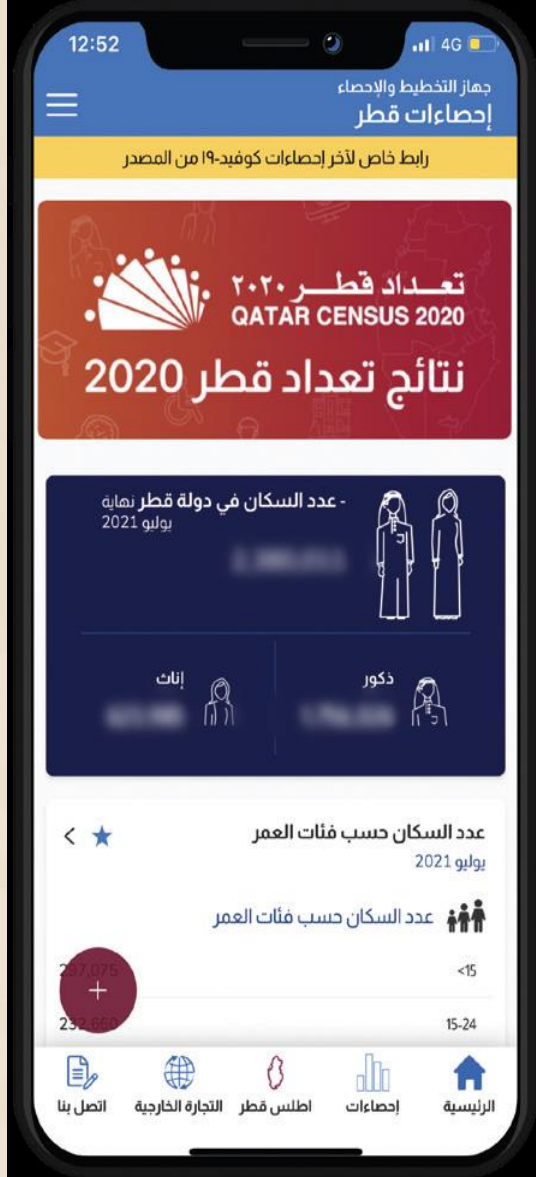 12:52
4G
جهاز التخطيط والإحصاء
إحصاءات قطر
رابط خاص لآخر إحصاءات كوفيد-١٩ من المصدر
تعـــداد قطـــر ٢٠٢٠
QATAR CENSUS 2020
نتائج تعداد قطر 2020
- عدد السكان في دولة قطر نهاية
يوليو 2021
ذكور
إناث
عدد السكان حسب فئات العمر
يوليو 2021
عدد السكان حسب فئات العمر
<15
297,075
15-24
الرئيسية
إحصاءات
اطلس قطر
التجارة الخارجية
اتصل بنا